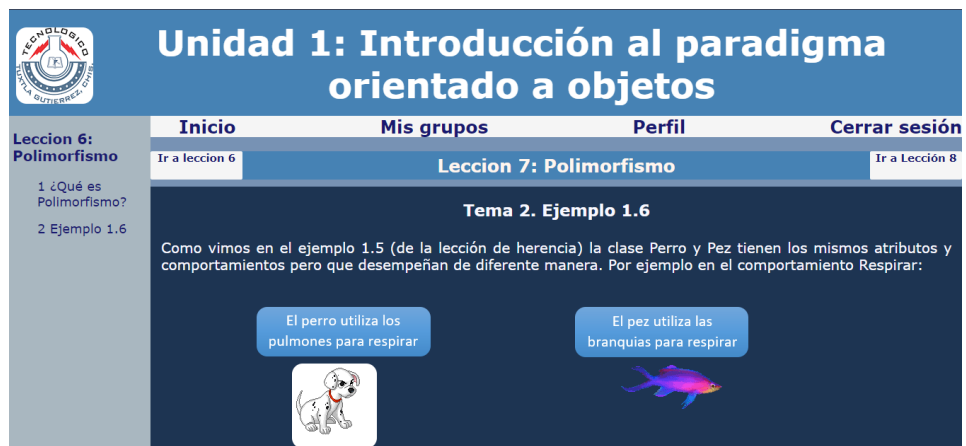 TECNOLOGICO
TUXTLA GUTIERREZ, CHIS.
Unidad 1: Introducción al paradigma
orientado a objetos
Inicio
Mis grupos
Perfil
Cerrar sesión
Leccion 6:
Polimorfismo
1 ¿Qué es
Polimorfismo?
2 Ejemplo 1.6
Ir a leccion 6
Leccion 7: Polimorfismo
Ir a Lección 8
Tema 2. Ejemplo 1.6
Como vimos en el ejemplo 1.5 (de la lección de herencia) la clase Perro y Pez tienen los mismos atributos y
comportamientos pero que desempeñan de diferente manera. Por ejemplo en el comportamiento Respirar:
El perro utiliza los
pulmones para respirar
El pez utiliza las
branquias para respirar